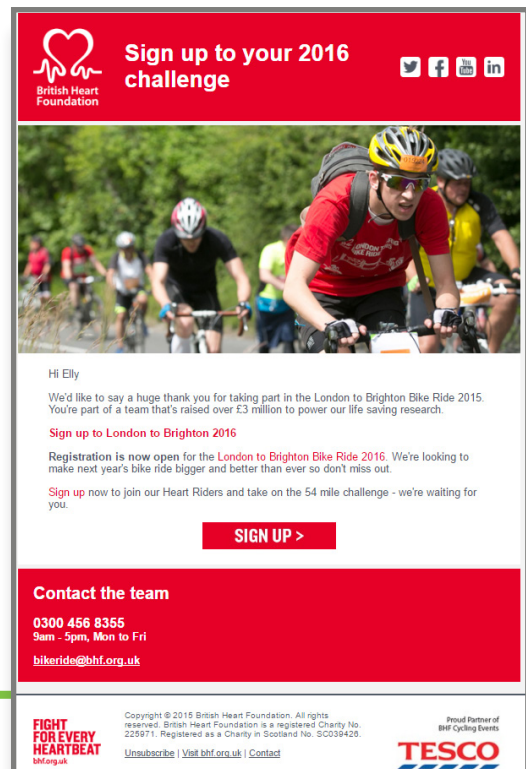 British Heart
Foundation
Sign up to your 2016
challenge
You
Tube
in
LONDON TO
BIKE RIDE
Hi Elly
We'd like to say a huge thank you for taking part in the London to Brighton Bike Ride 2015.
You're part of a team that's raised over £3 million to power our life saving research.
Sign up to London to Brighton 2016
Registration is now open for the London to Brighton Bike Ride 2016. We're looking to
make next year's bike ride bigger and better than ever so don't miss out.
Sign up now to join our Heart Riders and take on the 54 mile challenge - we're waiting for
you.
SIGN UP >
Contact the team
0300 456 8355
9am - 5pm, Mon to Fri
bikeride@bhf.org.uk
FIGHT
FOR EVERY
HEARTBEAT
bhf.org.uk
Copyright © 2015 British Heart Foundation. All rights
reserved. British Heart Foundation is a registered Charity No.
225971. Registered as a Charity in Scotland No. SC039426.
Unsubscribe | Visit bhf.org.uk | Contact
Proud Partner of
BHF Cycling Events
TESCO